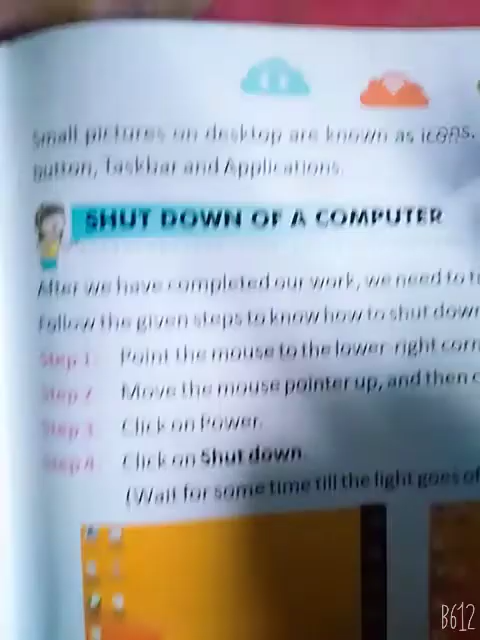 Small pictures on desktop are known as icons.
button, Taskbar and Applications.
SHUT DOWN OF A COMPUTER
After we have completed our work, we need to
Follow the given steps to know how to shut down
Step 1. Point the mouse to the lower-right
Step 2. Move the mouse pointer up, and then
Step 3. Click on Power.
Step 4. Click on Shut down.
(Wait for some time till the light goes
B612